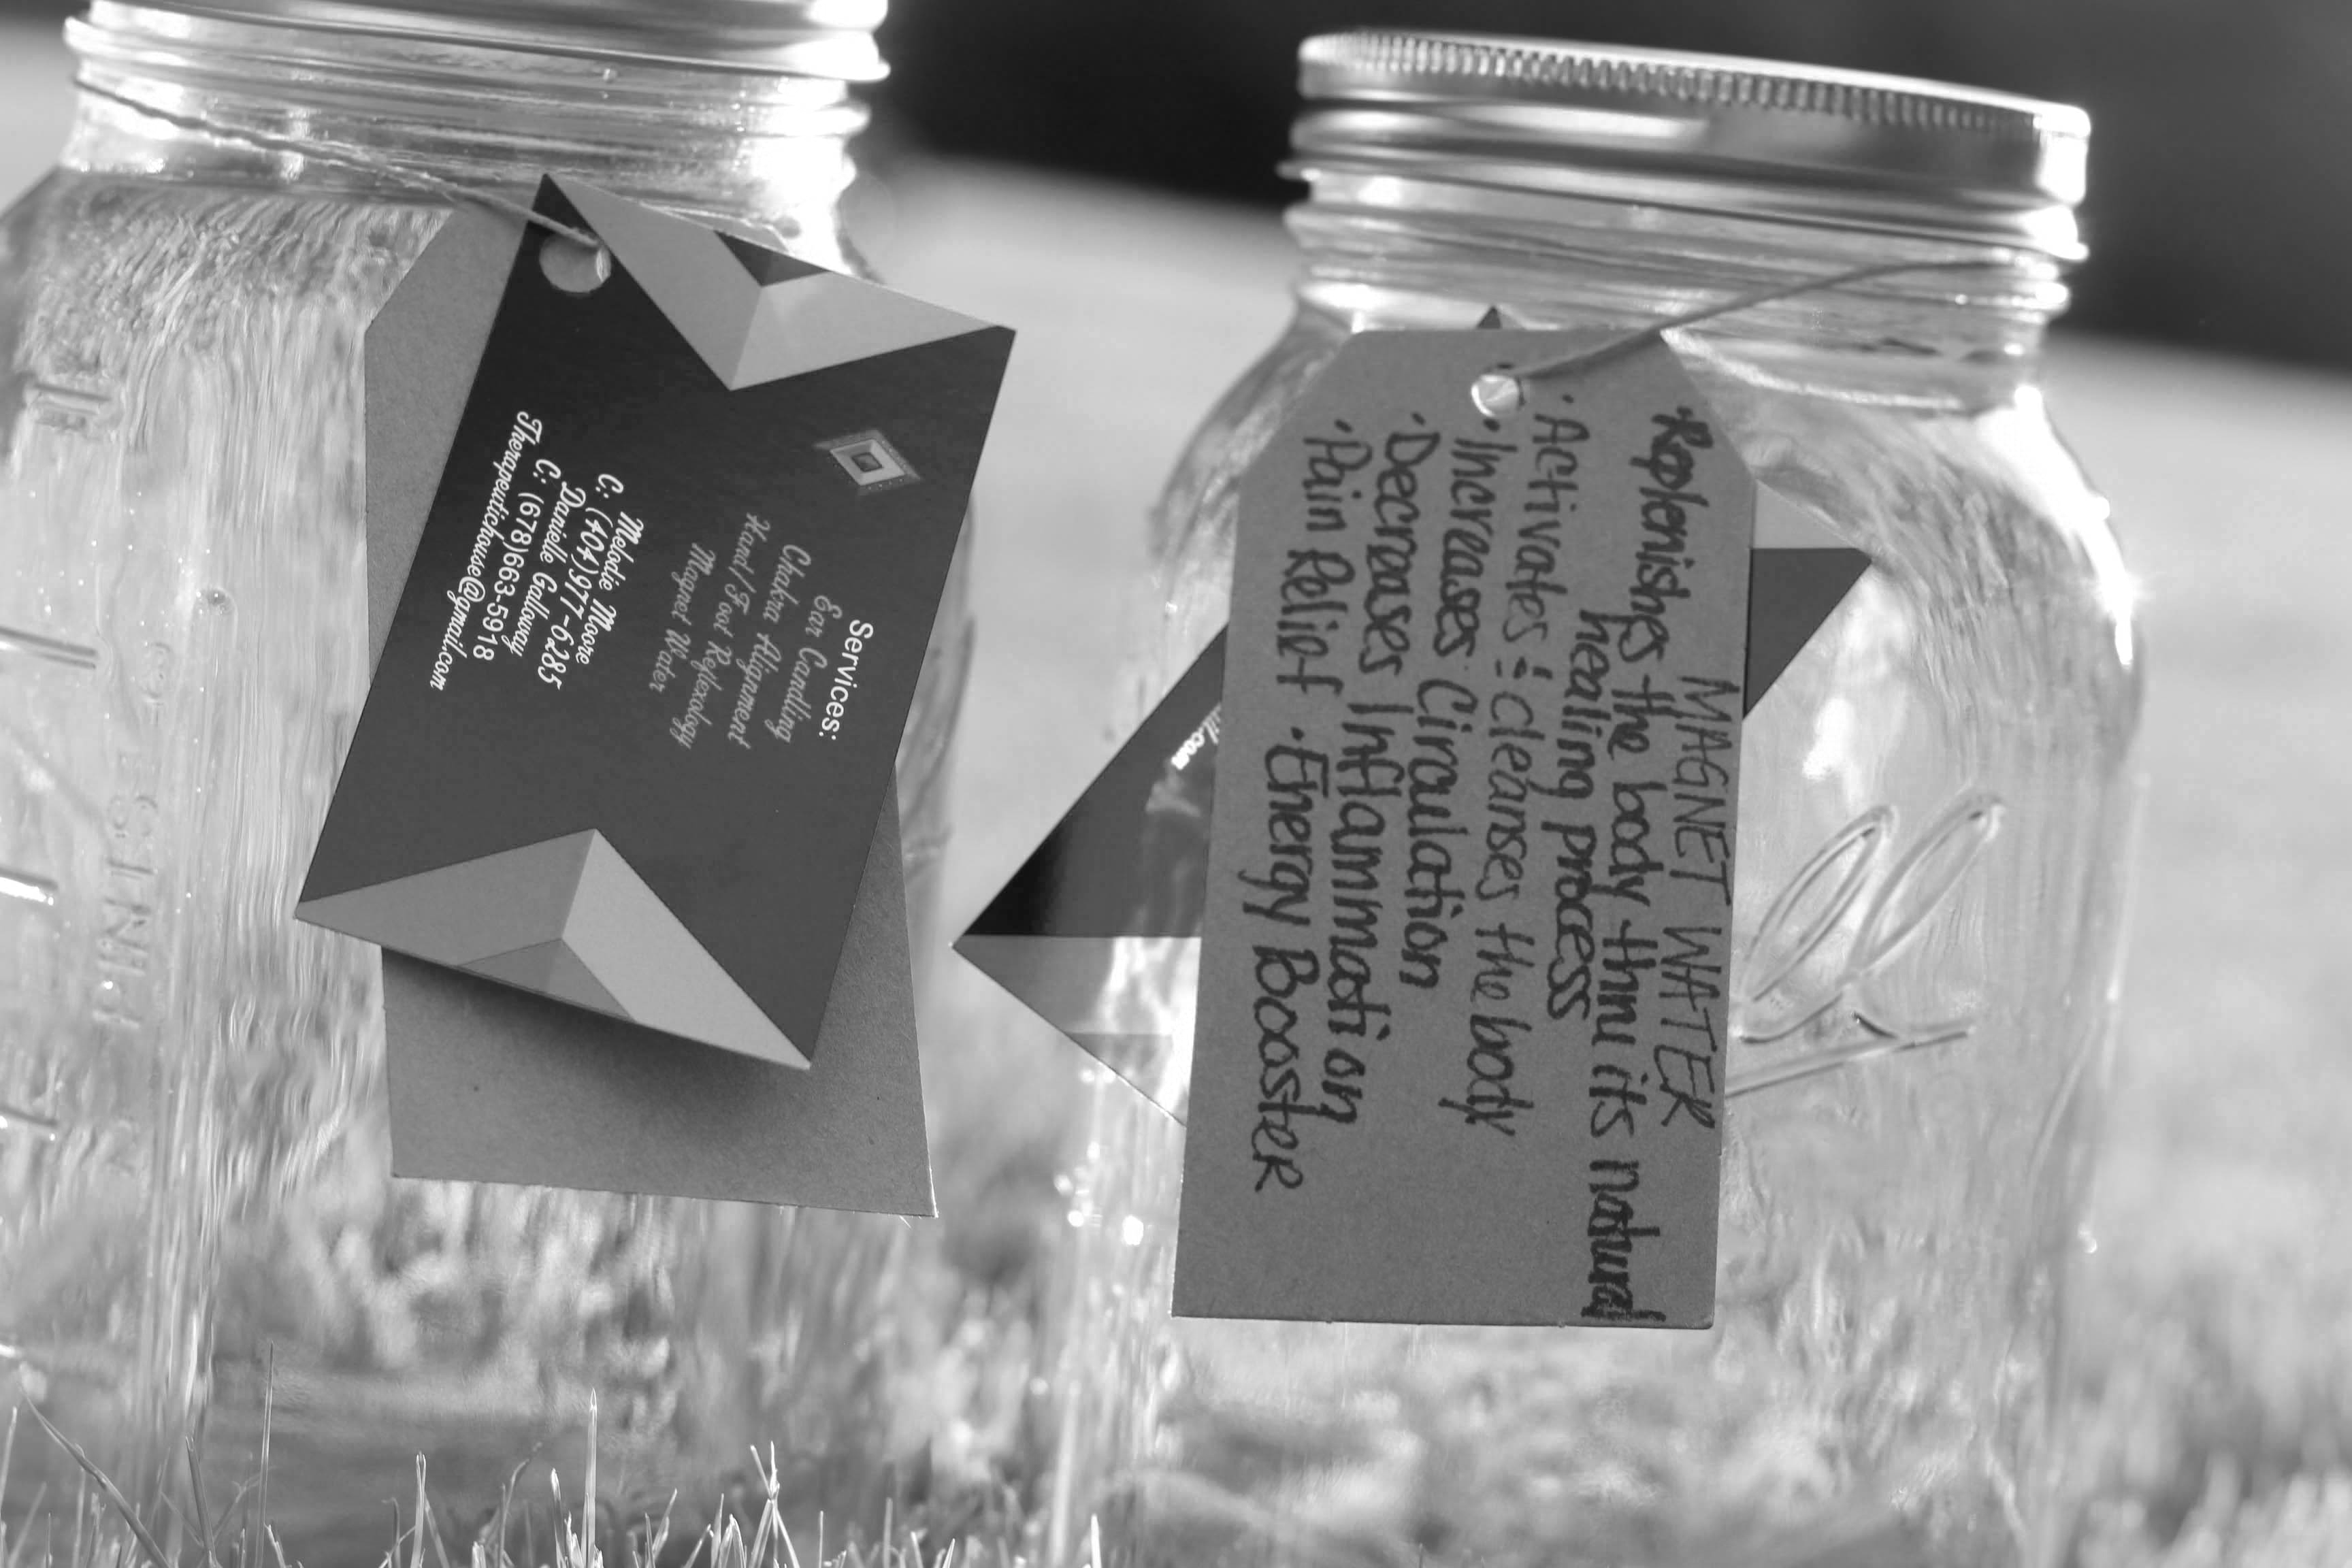 Services:
Ear Candling
Chakra Alignment
Hand/Foot Reflexology
Magnet Water
Melodie Moore
C: (404)977-6285
Danielle Galloway
C: (678)663-5918
Therapeutichouse@gmail.com
MAGNET WATER
·Replenishes the body thru its natural
healing process
·Activates & cleanses the body
·Increases Circulation
·Decreases Inflammation
·Pain Relief ·Energy Booster
il.com